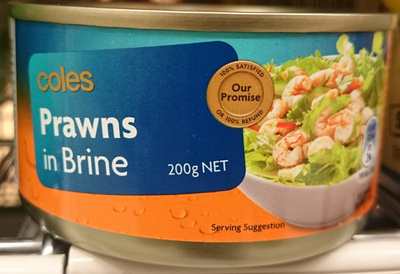 coles
Prawns
in Brine
200g NET
100% SATISFIED
Our
Promise
OR 100% REFUND
Serving Suggestion